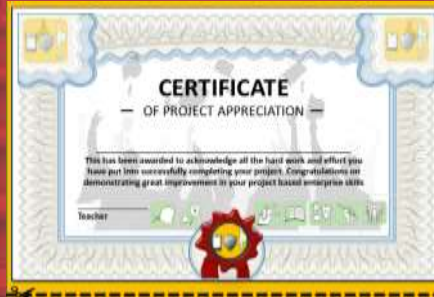 CERTIFICATE
— OF PROJECT APPRECIATION —
This has been awarded to acknowledge all the hard work and effort you
have put into successfully completing your project. Congratulations on
demonstrating great improvement in your project based enterprise skills
Teacher